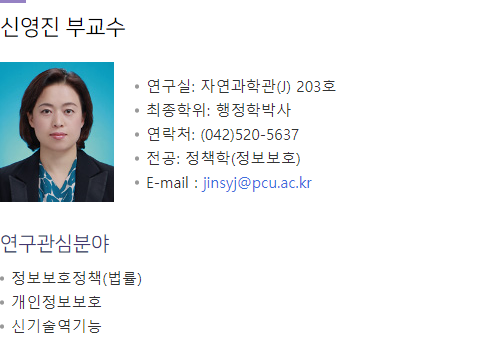 신영진 부교수
연구실: 자연과학관(J) 203호
최종학위: 행정학박사
연락처: (042)520-5637
전공: 정책학(정보보호)
E-mail : jinsyj@pcu.ac.kr
연구관심분야
정보보호정책(법률)
개인정보보호
신기술역기능